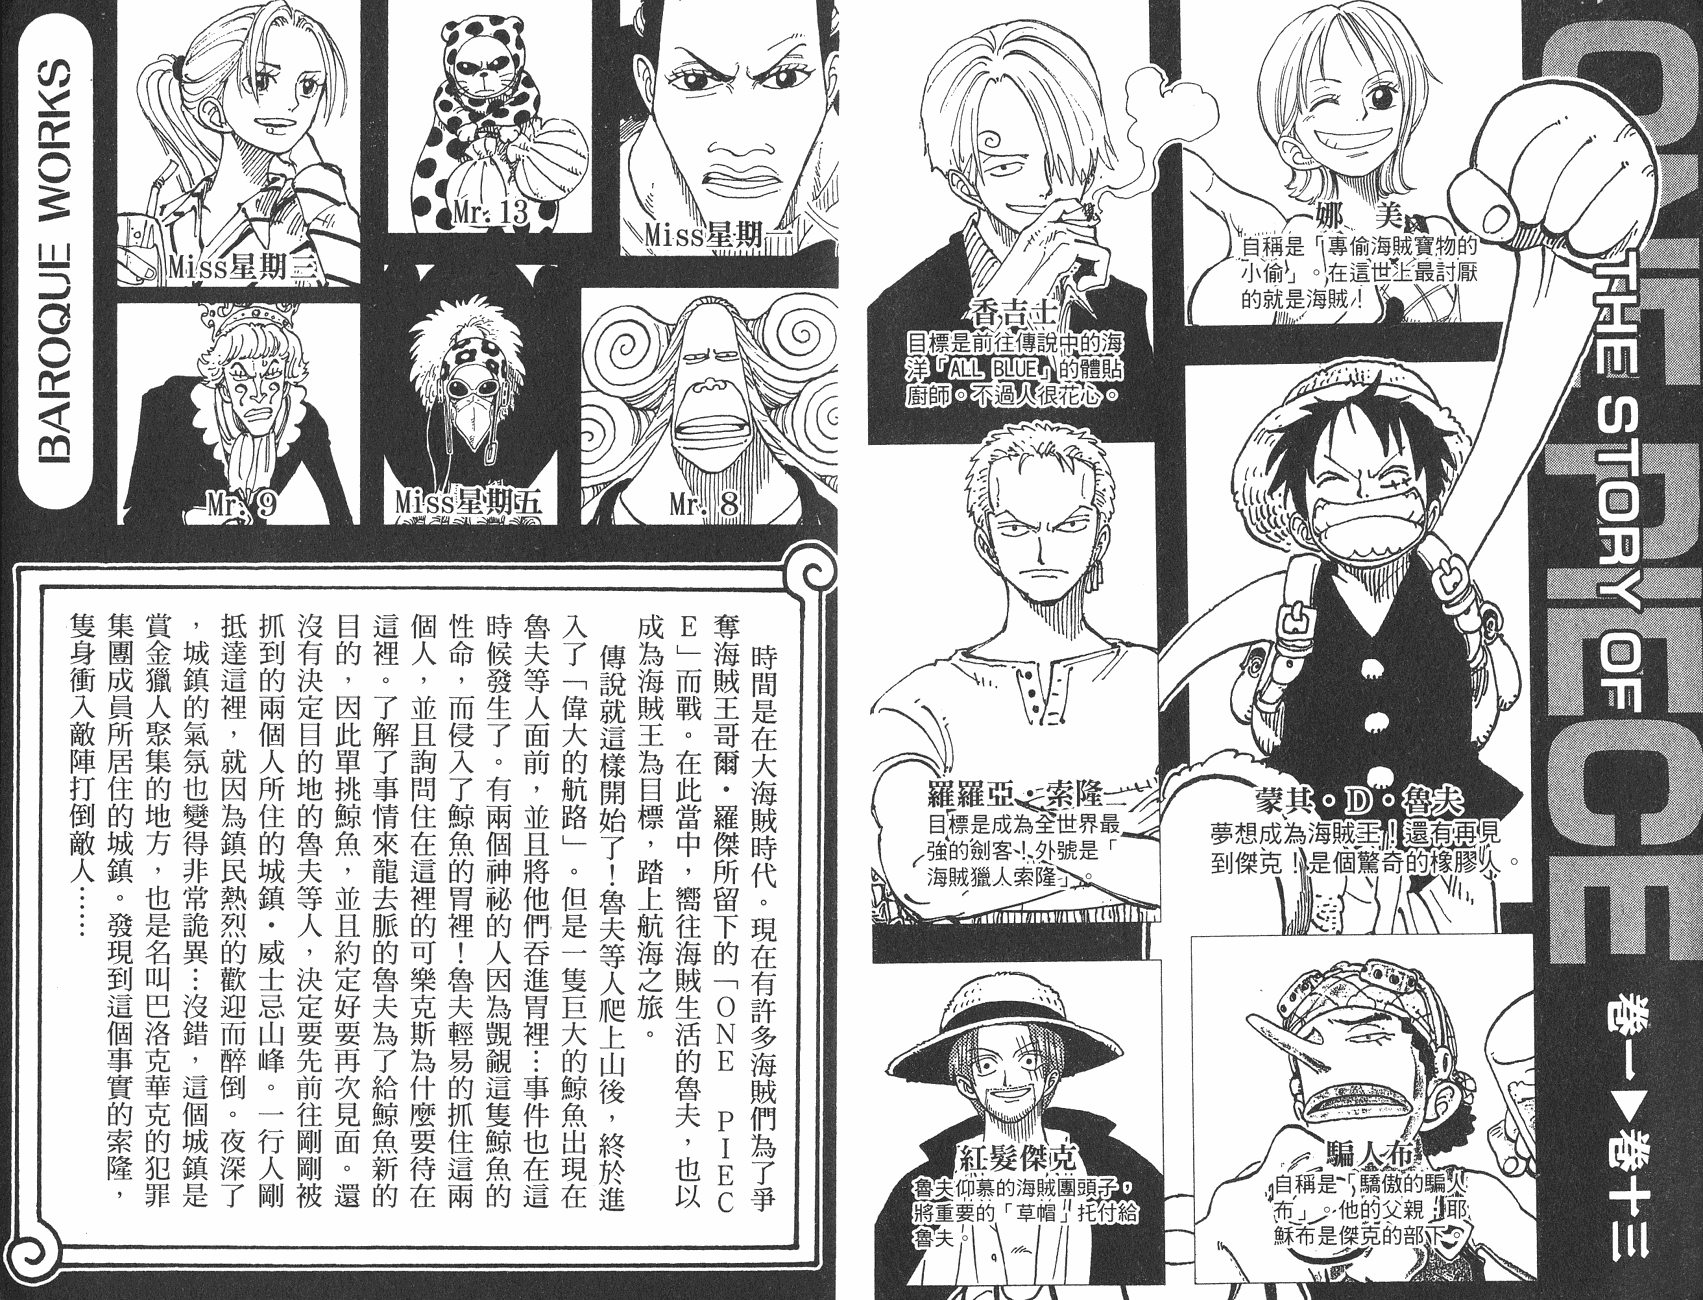 ONE PIECE
THE STORY OF
卷一▶卷十三
娜 美
自稱是「專偷海賊寶物的
小偷」。在這世上最討厭
的就是海賊！
香吉士
目標是前往傳說中的海
洋「ALL BLUE」的體貼
廚師。不過人很花心。
蒙其·D·魯夫
夢想成為海賊王！還有再見
到傑克！是個驚奇的橡膠人。
羅羅亞·索隆
目標是成為全世界最
強的劍客！外號是「
海賊獵人索隆」。
騙人布
自稱是「驕傲的騙人
布」。他的父親·耶
穌布是傑克的部下。
紅髮傑克
魯夫仰慕的海賊團頭子，
將重要的「草帽」托付給
魯夫。
Miss星期一
Mr. 13
Miss星期三
Mr. 8
Miss星期五
Mr. 9
BAROQUE WORKS
時間是在大海賊時代。現在有許多海賊們為了爭
奪海賊王哥爾·羅傑所留下的「ONE PIEC
E」而戰。在此當中，嚮往海賊生活的魯夫，也以
成為海賊王為目標，踏上航海之旅。
傳說就這樣開始了！魯夫等人爬上山後，終於進
入了「偉大的航路」。但是一隻巨大的鯨魚出現在
魯夫等人面前，並且將他們吞進胃裡…事件也在這
時候發生了。有兩個神祕的人因為覬覦這隻鯨魚的
性命，而侵入了鯨魚的胃裡！魯夫輕易的抓住這兩
個人，並且詢問住在這裡的可樂克斯為什麼要待在
這裡。了解了事情來龍去脈的魯夫為了給鯨魚新的
目的，因此單挑鯨魚，並且約定好要再次見面。還
沒有決定目的地的魯夫等人，決定要先前往剛剛被
抓到的兩個人所住的城鎮·威士忌山峰。一行人剛
抵達這裡，就因為鎮民熱烈的歡迎而醉倒。夜深了
，城鎮的氣氛也變得非常詭異…沒錯，這個城鎮是
賞金獵人聚集的地方，也是名叫巴洛克華克的犯罪
集團成員所居住的城鎮。發現到這個事實的索隆，
隻身衝入敵陣打倒敵人……